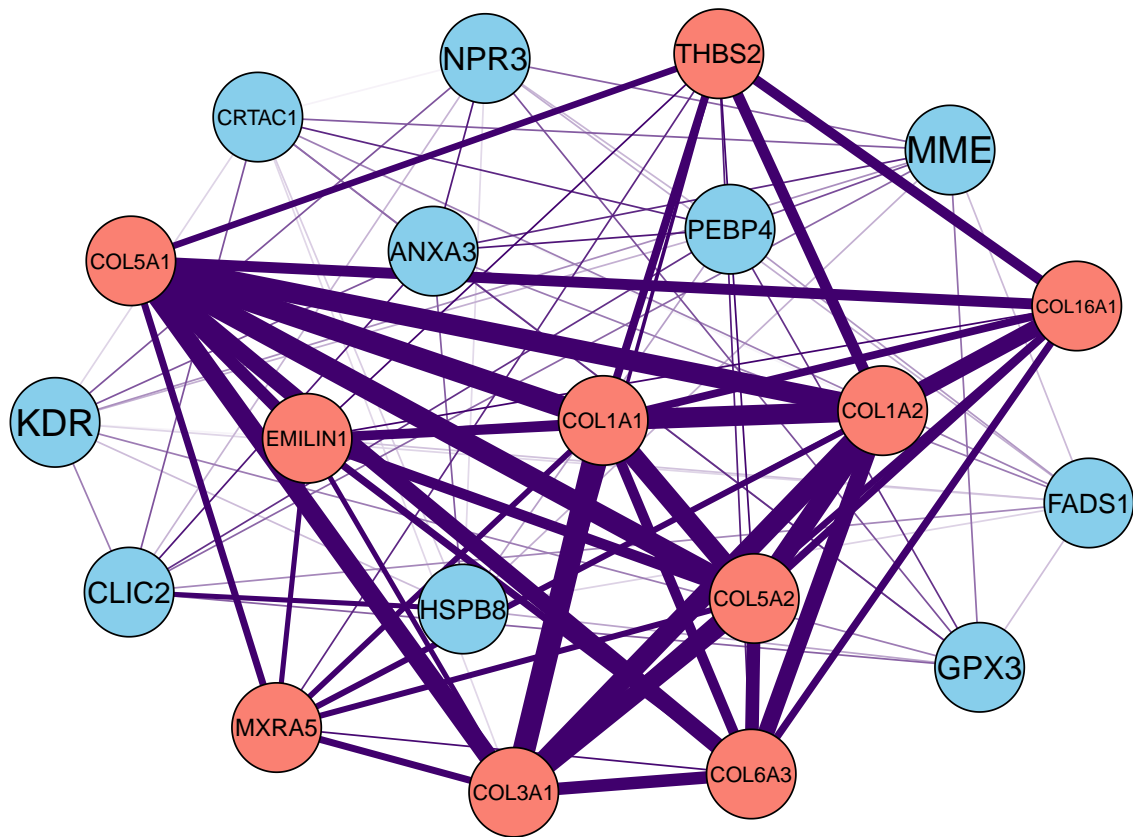 THBS2
NPR3
CRTAC1
MME
PEBP4
ANXA3
COL5A1
COL16A1
COL1A2
COL1A1
KDR
EMILIN1
FADS1
CLIC2
COL5A2
HSPB8
GPX3
MXRA5
COL6A3
COL3A1